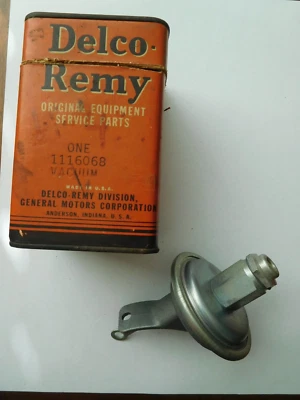 Delco-
Remy
ORIGINAL EQUIPMENT
SERVICE PARTS
ONE
1116068
VACUUM
MADE IN U.S.A.
DELCO-REMY DIVISION,
GENERAL MOTORS CORPORATION
ANDERSON, INDIANA, U. S. A.